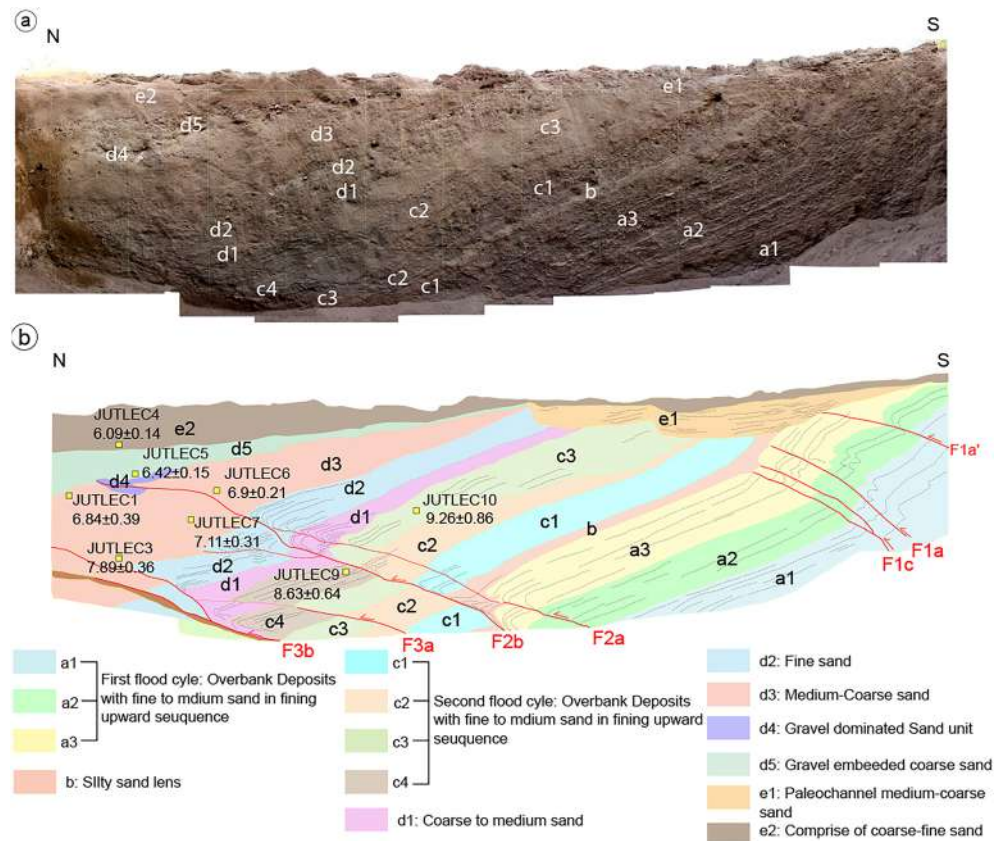 a
N
S
e2
e1
d5
d4
d3
c3
d2
d1
c1
b
c2
a3
a2
d2
d1
a1
c4
c3
c2
c1
b
N
S
JUTLEC4
6.09±0.14
e2
e1
d5
JUTLEC5
6.42±0.15
d4
JUTLEC6
6.9±0.21
d3
c3
F1a'
JUTLEC1
6.84±0.39
d2
JUTLEC10
9.26±0.86
JUTLEC7
7.11±0.31
d1
c1
b
F1a
F1c
JUTLEC3
7.89±0.36
d2
c2
a3
a2
d1
JUTLEC9
8.63±0.64
a1
c4
c3
c2
c1
F3b
F3a
F2b
F2a
a1
a2
a3
First flood cyle: Overbank Deposits
with fine to mdium sand in fining
upward seuquence
b: SIlty sand lens
c1
c2
c3
c4
Second flood cyle: Overbank Deposits
with fine to mdium sand in fining upward
seuquence
d1: Coarse to medium sand
d2: Fine sand
d3: Medium-Coarse sand
d4: Gravel dominated Sand unit
d5: Gravel embeeded coarse sand
e1: Paleochannel medium-coarse
sand
e2: Comprise of coarse-fine sand